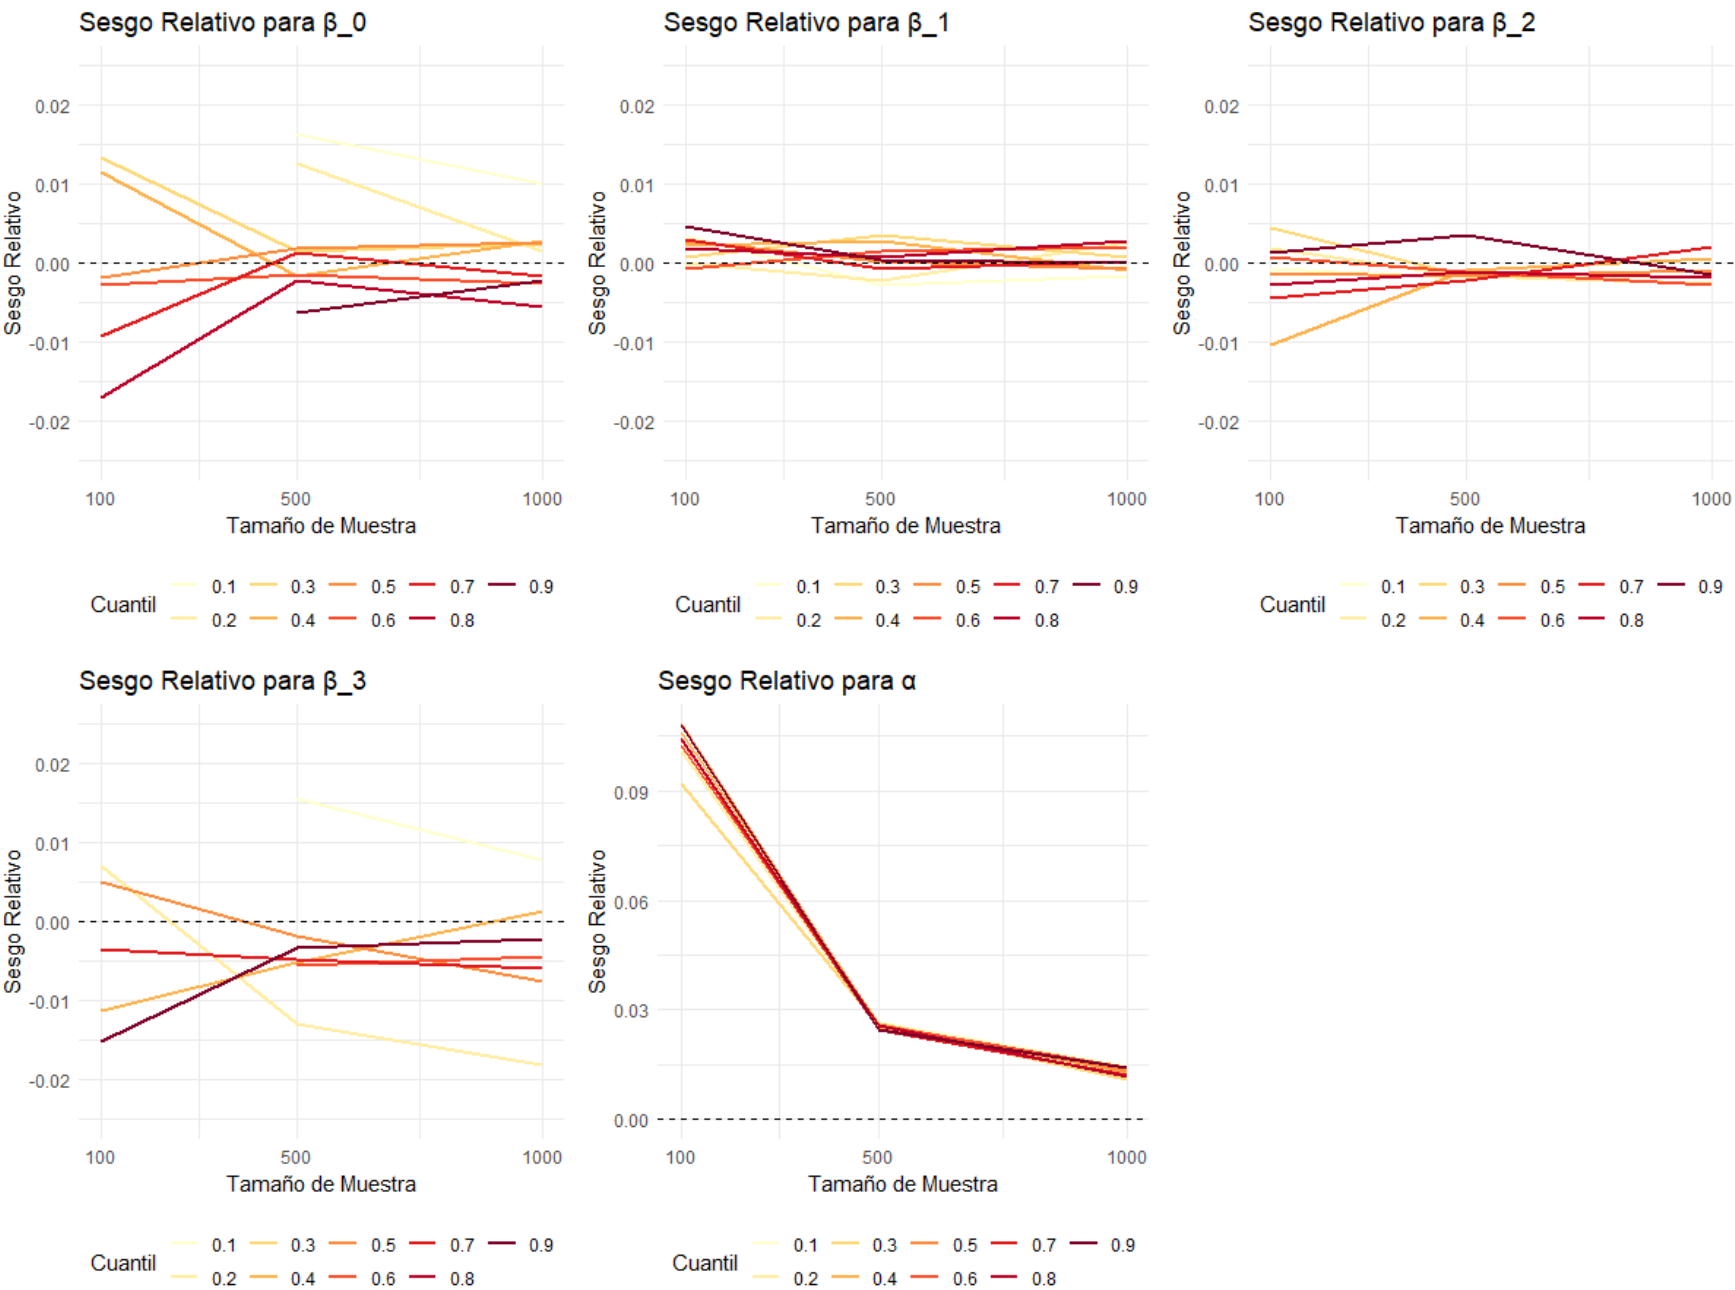 Sesgo Relativo para β_0
Sesgo Relativo
0.02
0.01
0.00
-0.01
-0.02
100 500 1000
Tamaño de Muestra
Cuantil
0.1 0.3 0.5 0.7 0.9
0.2 0.4 0.6 0.8
Sesgo Relativo para β_1
Sesgo Relativo
0.02
0.01
0.00
-0.01
-0.02
100 500 1000
Tamaño de Muestra
Cuantil
0.1 0.3 0.5 0.7 0.9
0.2 0.4 0.6 0.8
Sesgo Relativo para β_2
Sesgo Relativo
0.02
0.01
0.00
-0.01
-0.02
100 500 1000
Tamaño de Muestra
Cuantil
0.1 0.3 0.5 0.7 0.9
0.2 0.4 0.6 0.8
Sesgo Relativo para β_3
Sesgo Relativo
0.02
0.01
0.00
-0.01
-0.02
100 500 1000
Tamaño de Muestra
Cuantil
0.1 0.3 0.5 0.7 0.9
0.2 0.4 0.6 0.8
Sesgo Relativo para α
Sesgo Relativo
0.09
0.06
0.03
0.00
100 500 1000
Tamaño de Muestra
Cuantil
0.1 0.3 0.5 0.7 0.9
0.2 0.4 0.6 0.8